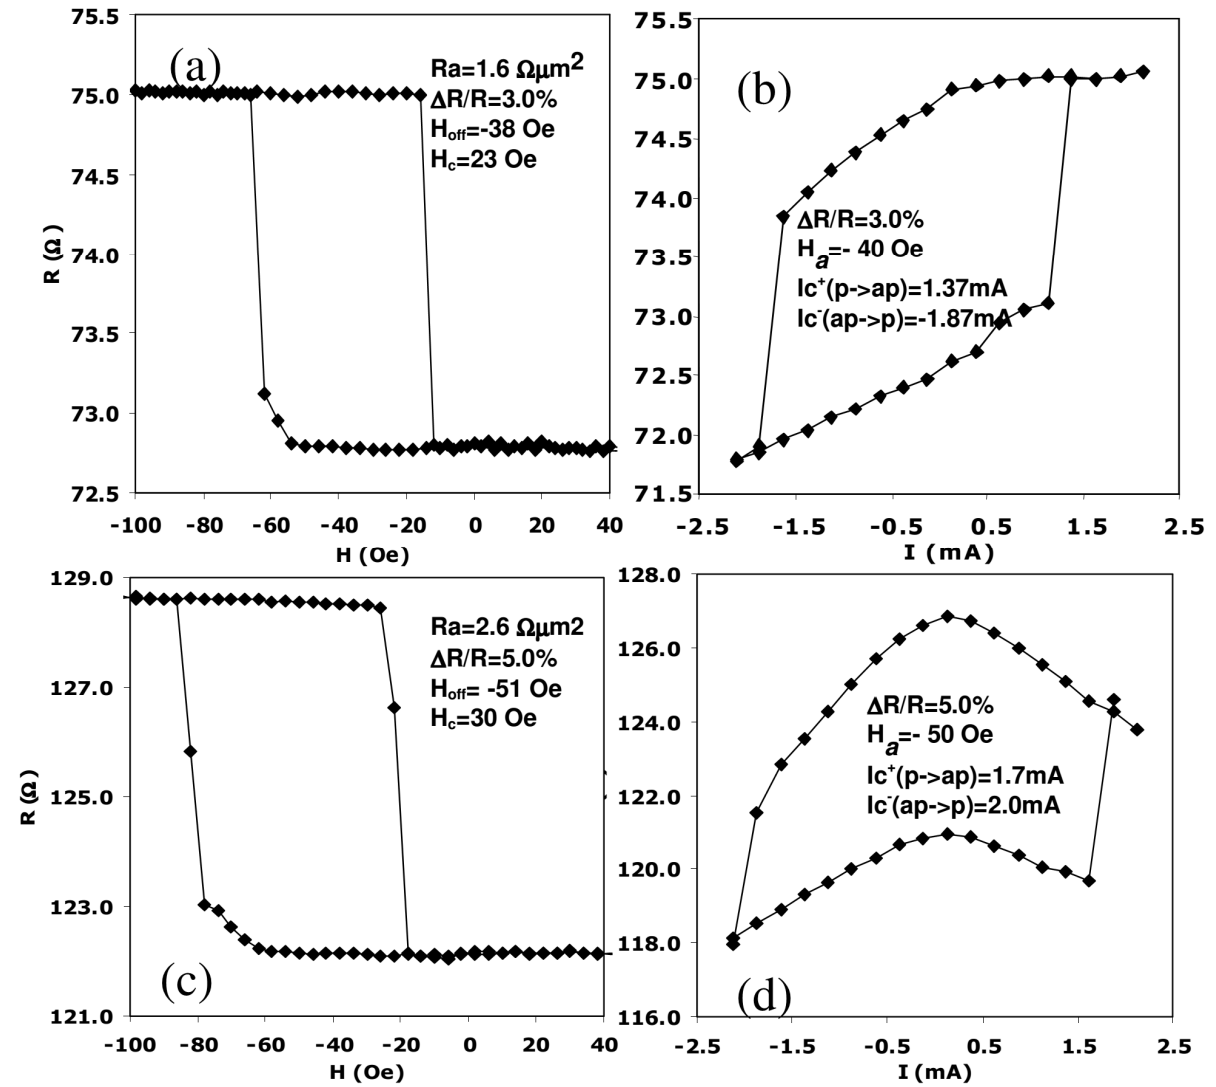 75.5
75.0
74.5
74.0
73.5
73.0
72.5
R (Ω)
-100 -80 -60 -40 -20 0 20 40
H (Oe)
(a)
Ra=1.6 Ωμm²
ΔR/R=3.0%
Hoff=-38 Oe
Hc=23 Oe
75.5
75.0
74.5
74.0
73.5
73.0
72.5
72.0
71.5
-2.5 -1.5 -0.5 0.5 1.5 2.5
I (mA)
(b)
ΔR/R=3.0%
Ha=- 40 Oe
Ic⁺(p->ap)=1.37mA
Ic⁻(ap->p)=-1.87mA
129.0
127.0
125.0
123.0
121.0
R (Ω)
-100 -80 -60 -40 -20 0 20 40
H (Oe)
(c)
Ra=2.6 Ωμm2
ΔR/R=5.0%
Hoff= -51 Oe
Hc=30 Oe
128.0
126.0
124.0
122.0
120.0
118.0
116.0
-2.5 -1.5 -0.5 0.5 1.5 2.5
I (mA)
(d)
ΔR/R=5.0%
Ha=- 50 Oe
Ic⁺(p->ap)=1.7mA
Ic⁻(ap->p)=2.0mA